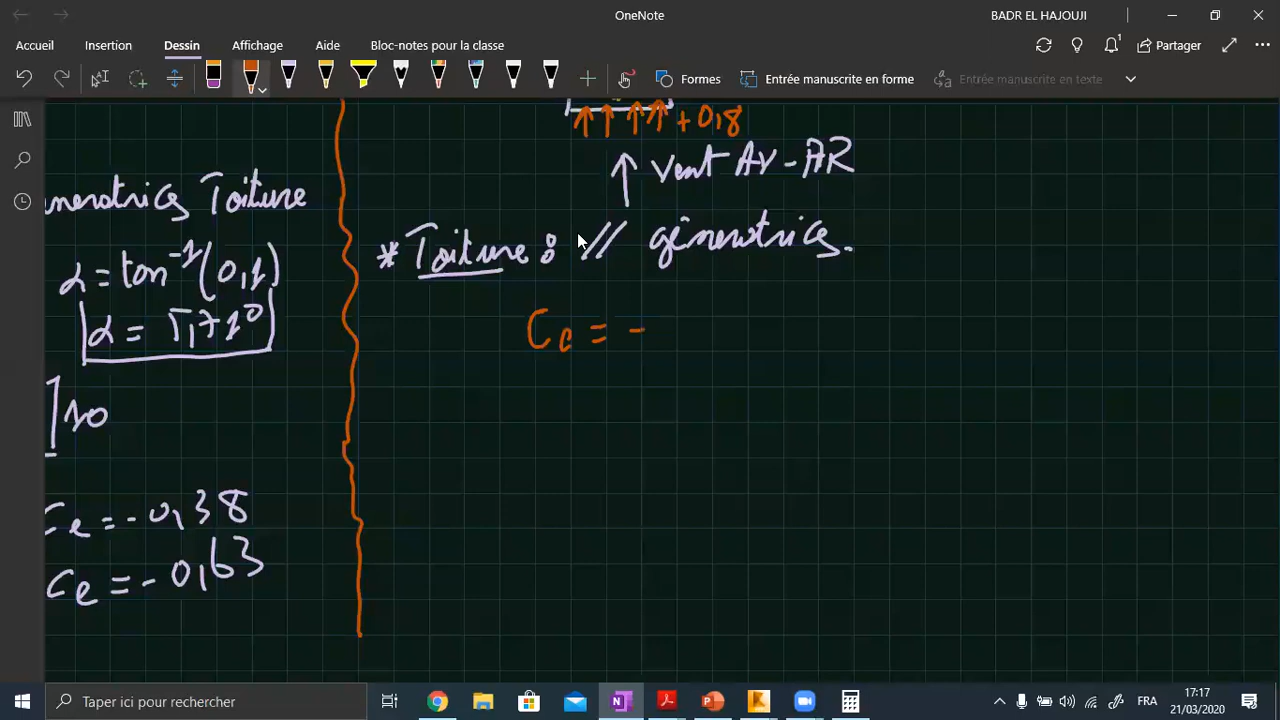 OneNote
BADR EL HAJOUJI
Accueil
Insertion
Dessin
Affichage
Aide
Bloc-notes pour la classe
Partager
Formes
Entrée manuscrite en forme
Entrée manuscrite en texte
+ 0,8
↑ Vent AV - AR
* Toiture : // génératrices.
Ce = -
Toiture
α = tan⁻¹(0,1)
α = 5,71°
] 10
Ce = - 0,38
Ce = - 0,63
Taper ici pour rechercher
FRA
17:17
21/03/2020